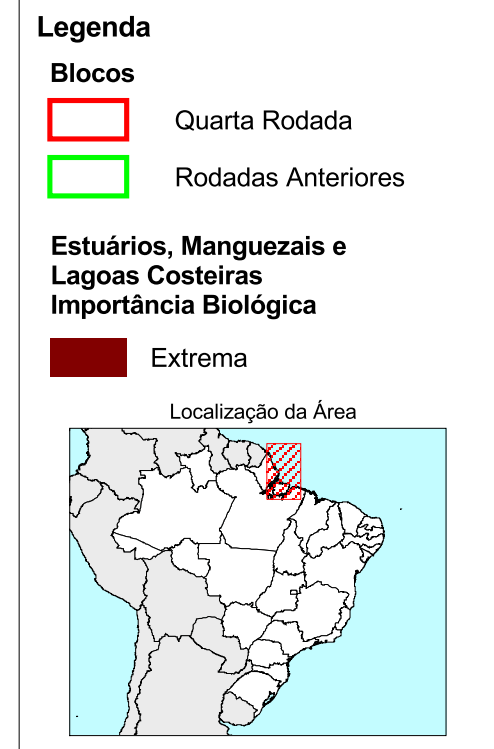 Legenda
Blocos
Quarta Rodada
Rodadas Anteriores
Estuários, Manguezais e
Lagoas Costeiras
Importância Biológica
Extrema
Localização da Área